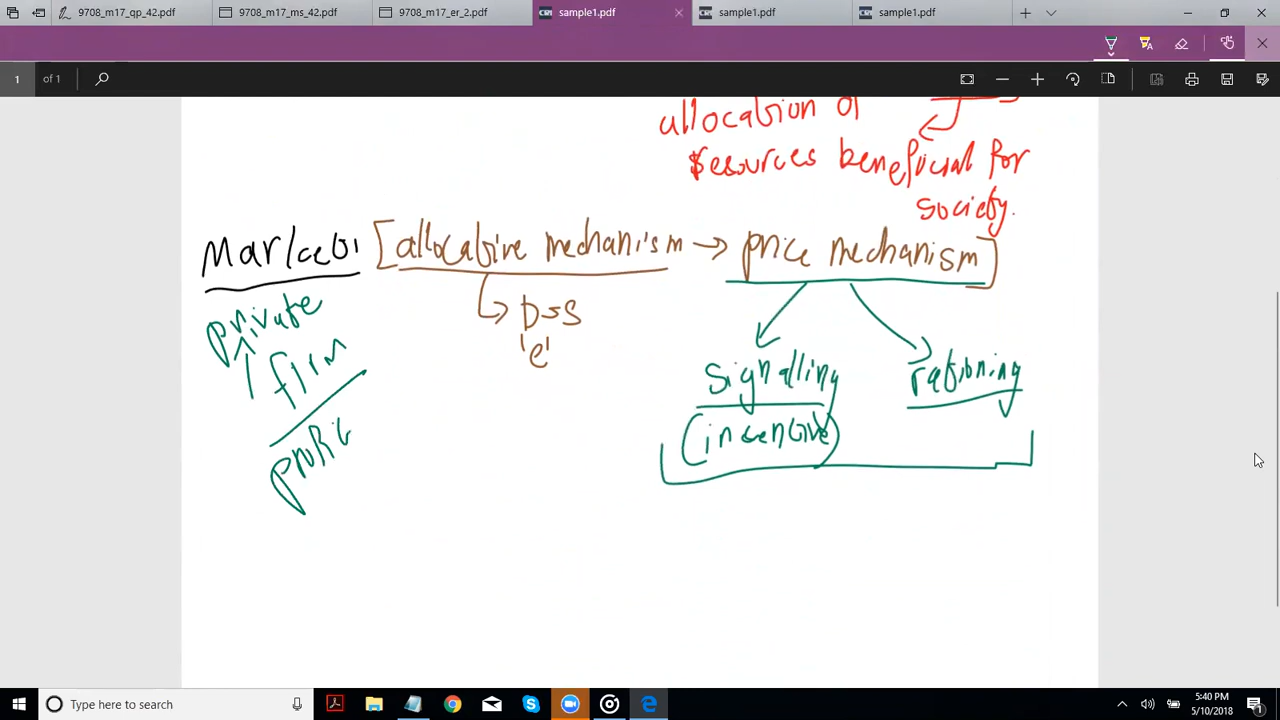 9708_m17_qp_42.pdf
9708_m17_ms_42.pdf
9708_m17_er_2.pdf
sample1.pdf
sample1.pdf
sample1.pdf
1 of 1
allocation of
resources beneficial for
society.
Market [allocative mechanism → price mechanism]
private
firm
profit
D=S
'e'
signalling
(incentive)
rationing
Type here to search
5:40 PM
5/10/2018